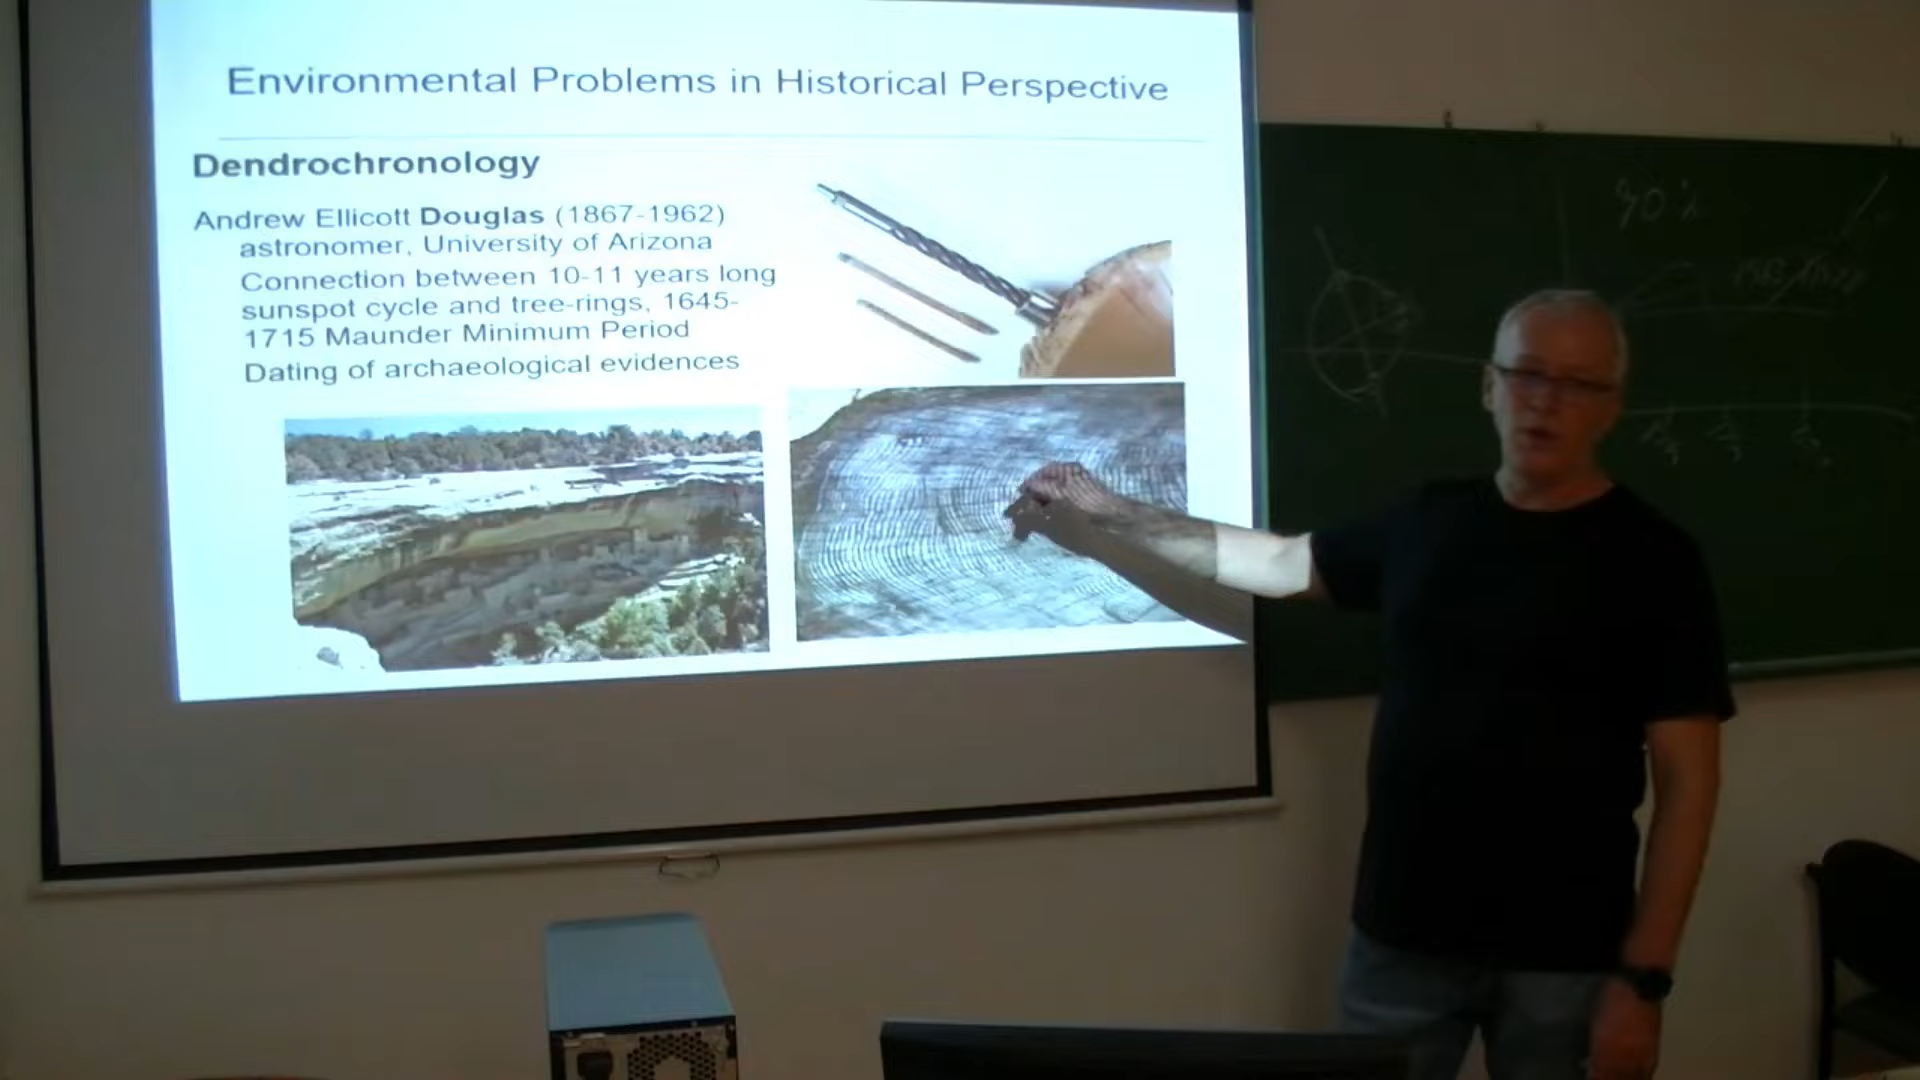 Environmental Problems in Historical Perspective
Dendrochronology
Andrew Ellicott Douglas (1867-1962)
astronomer, University of Arizona
Connection between 10-11 years long
sunspot cycle and tree-rings, 1645-
1715 Maunder Minimum Period
Dating of archaeological evidences